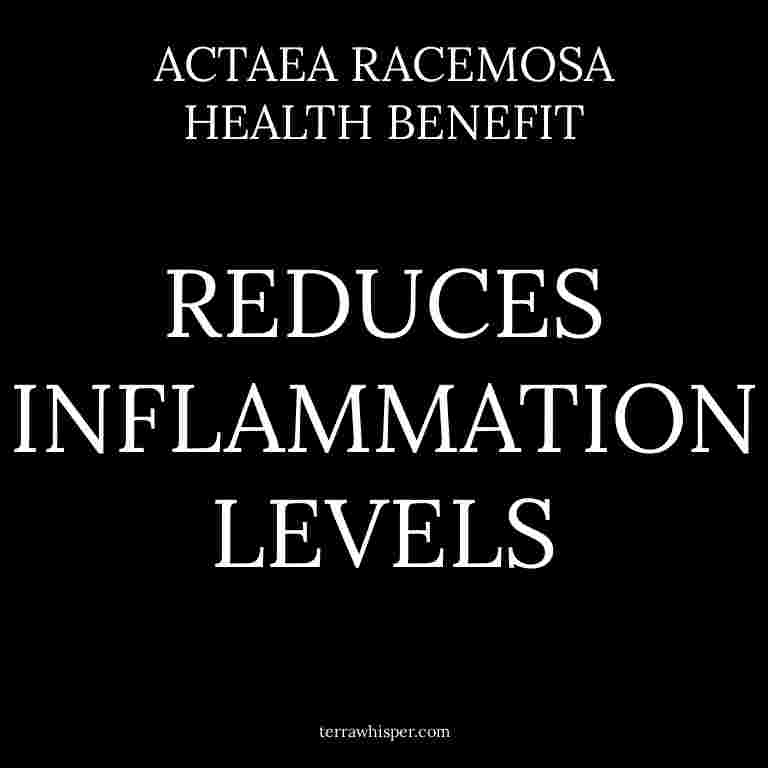 ACTAEA RACEMOSA
HEALTH BENEFIT
REDUCES
INFLAMMATION
LEVELS
terrawhisper.com